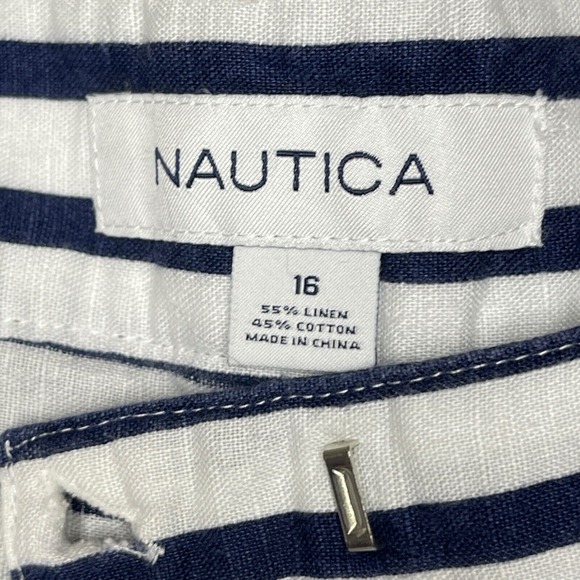 NAUTICA
16
55% LINEN
45% COTTON
MADE IN CHINA